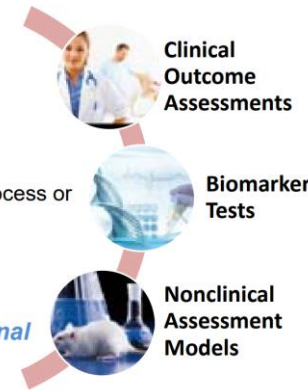 Clinical
Outcome
Assessments
ocess or
Biomarker
Tests
Nonclinical
Assessment
Models
nal